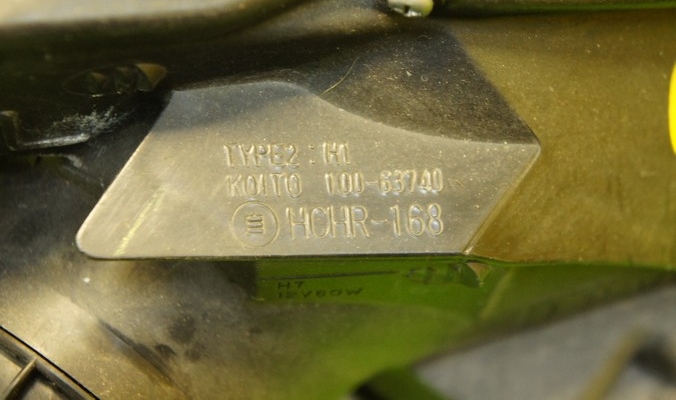 TYPE2 : H1
KOITO 100-63740
HCHR-168
H7
12V60W